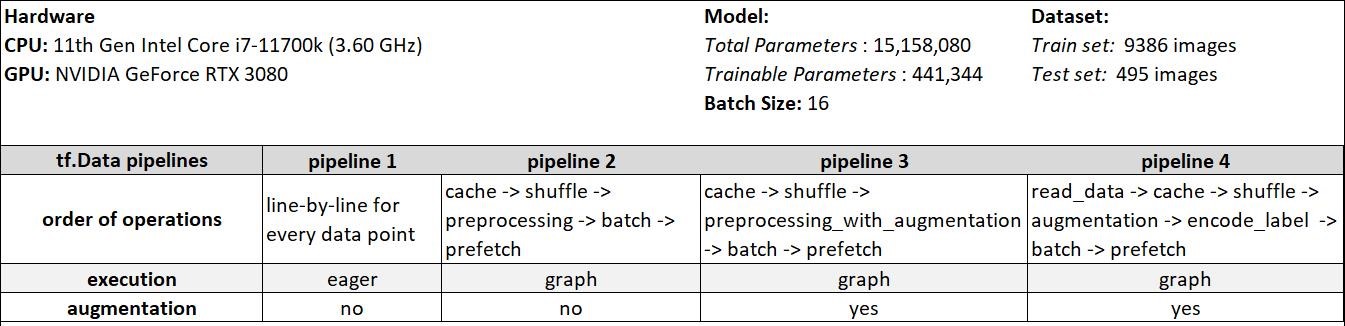 Hardware
CPU: 11th Gen Intel Core i7-11700k (3.60 GHz)
GPU: NVIDIA GeForce RTX 3080
Model:
Total Parameters : 15,158,080
Trainable Parameters : 441,344
Batch Size: 16
Dataset:
Train set: 9386 images
Test set: 495 images
tf.Data pipelines
pipeline 1
pipeline 2
pipeline 3
pipeline 4
order of operations
line-by-line for
every data point
cache -> shuffle ->
preprocessing -> batch ->
prefetch
cache -> shuffle ->
preprocessing_with_augmentation
-> batch -> prefetch
read_data -> cache -> shuffle ->
augmentation -> encode_label ->
batch -> prefetch
execution
eager
graph
graph
graph
augmentation
no
no
yes
yes